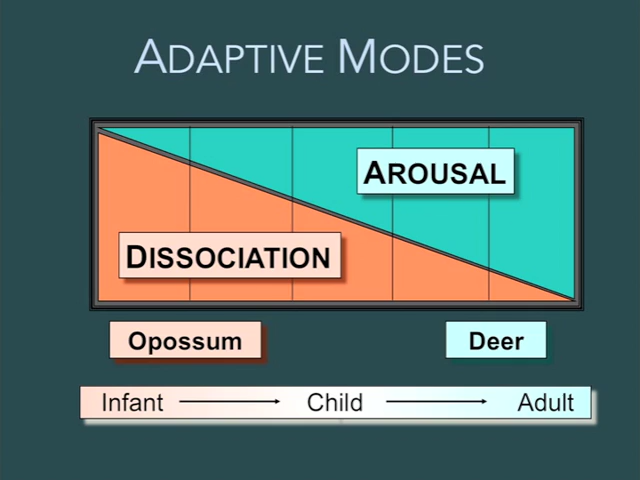 ADAPTIVE MODES
AROUSAL
DISSOCIATION
Opossum Deer
Infant Child Adult